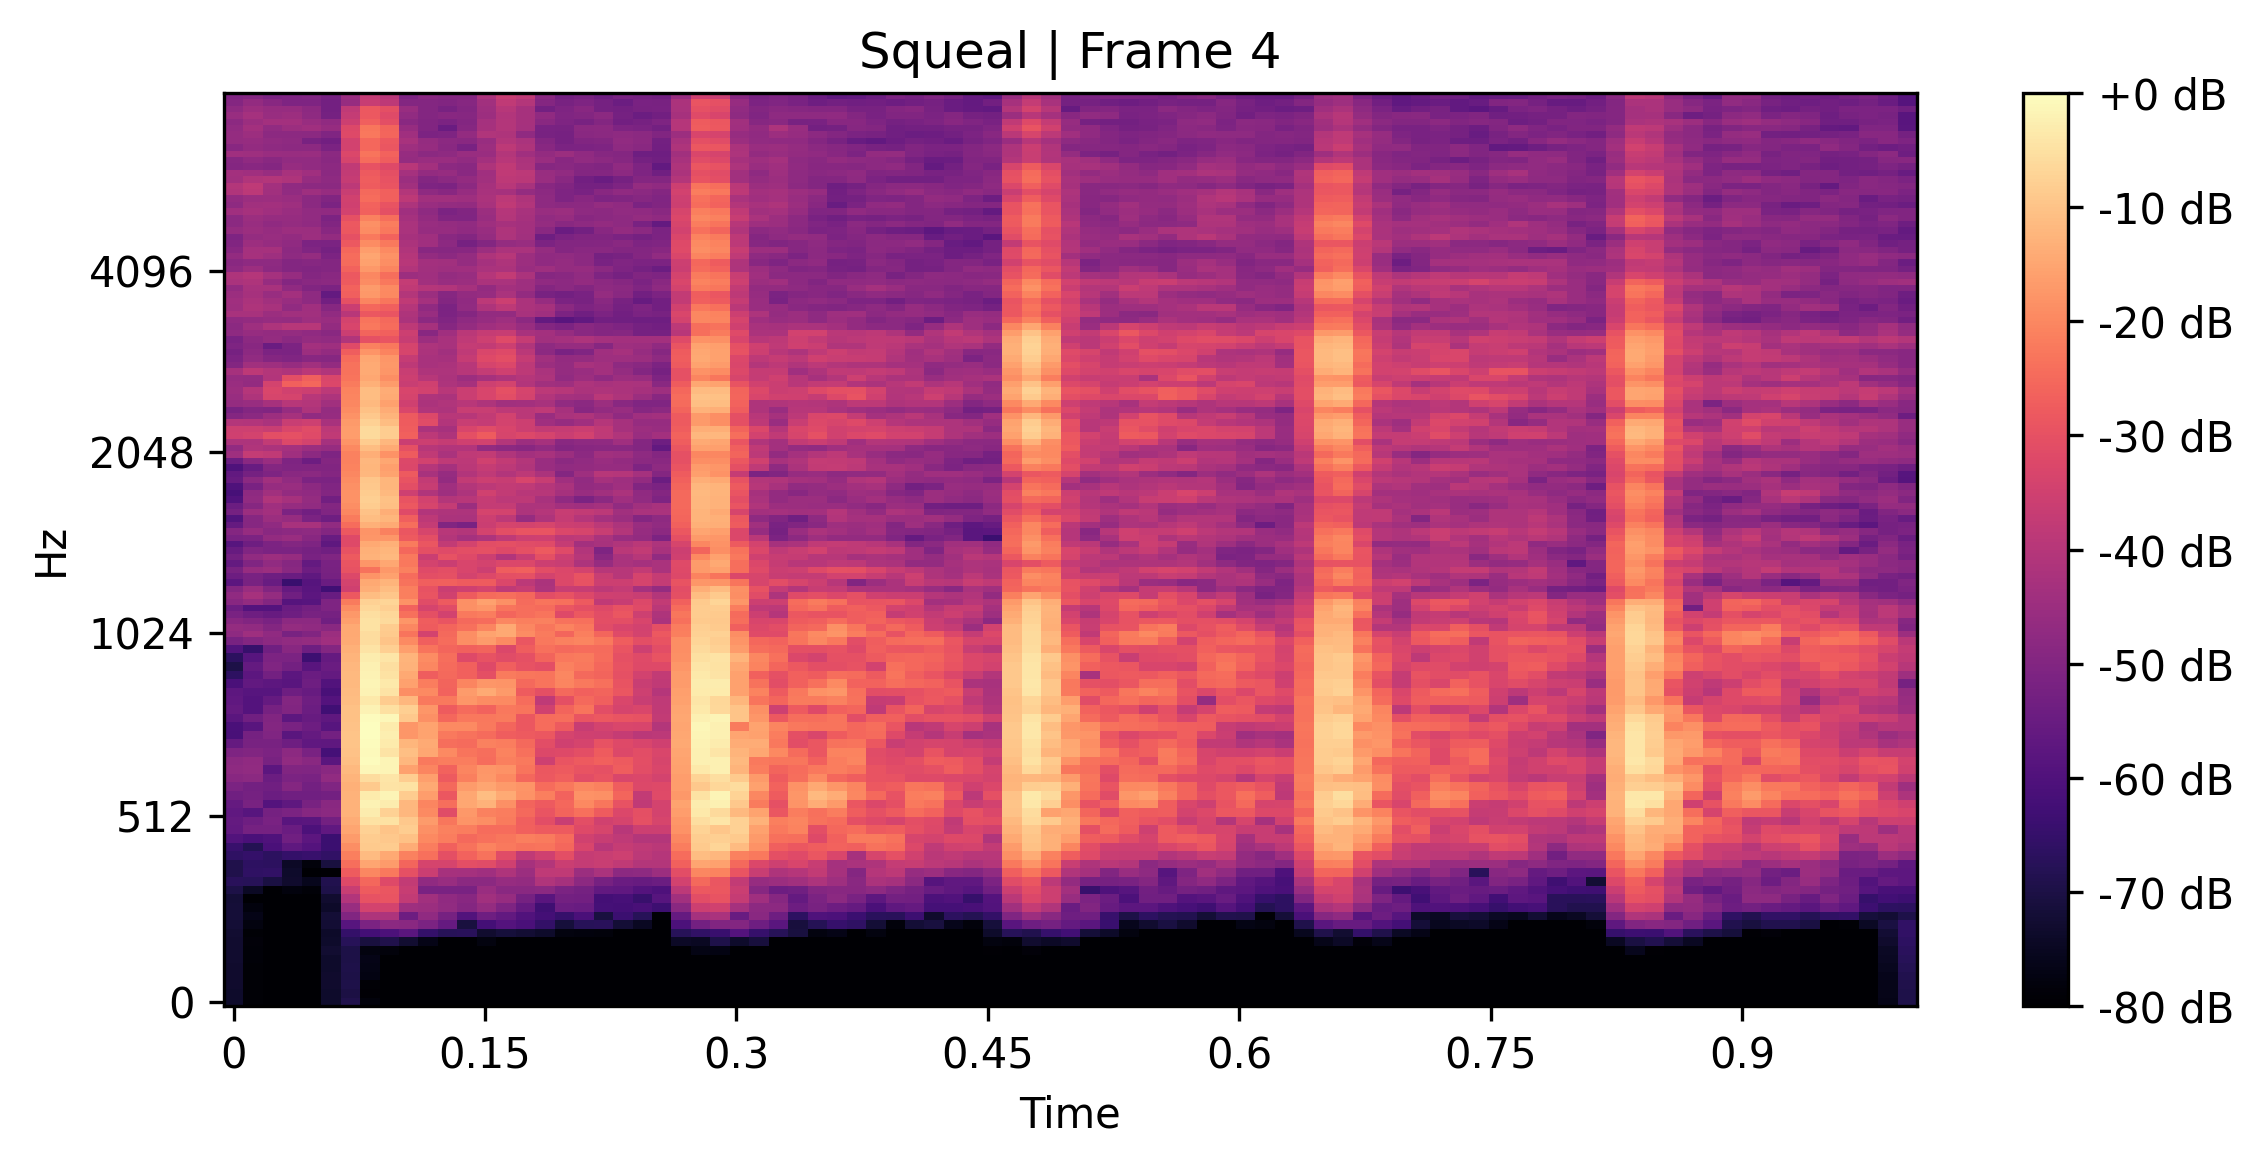 Squeal | Frame 4
+0 dB
-10 dB
-20 dB
-30 dB
-40 dB
-50 dB
-60 dB
-70 dB
-80 dB
4096
2048
1024
512
0
Hz
0 0.15 0.3 0.45 0.6 0.75 0.9
Time